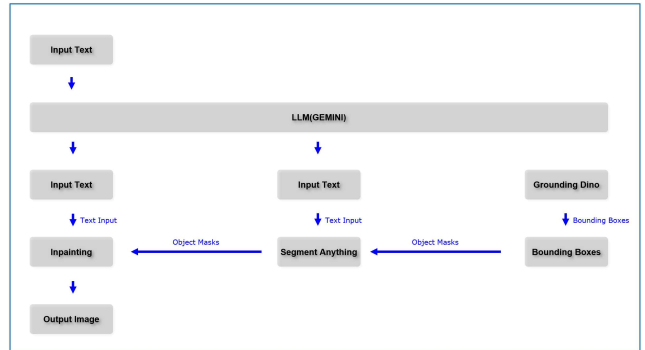 Input Text
LLM(GEMINI)
Input Text
Input Text
Grounding Dino
Text Input
Text Input
Bounding Boxes
Object Masks
Object Masks
Inpainting
Segment Anything
Bounding Boxes
Output Image